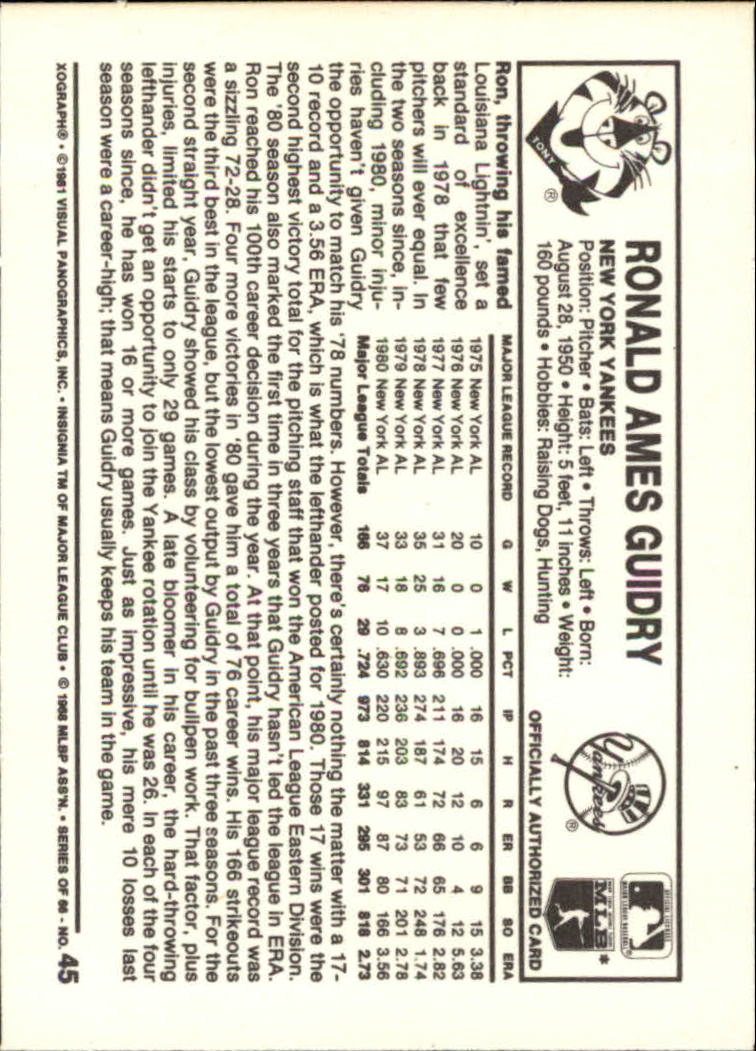 TONY
®
RONALD AMES GUIDRY
NEW YORK YANKEES
Position: Pitcher • Bats: Left • Throws: Left • Born:
August 28, 1950 • Height: 5 feet, 11 inches • Weight:
160 pounds • Hobbies: Raising Dogs, Hunting
Yankees
®
MLB*
OFFICIALLY AUTHORIZED CARD
MAJOR LEAGUE RECORD G W L PCT IP H R ER BB SO ERA
1975 New York AL 10 0 1 .000 16 15 6 6 9 15 3.38
1976 New York AL 20 0 0 .000 16 20 12 10 4 12 5.63
1977 New York AL 31 16 7 .696 211 174 72 66 65 176 2.82
1978 New York AL 35 25 3 .893 274 187 61 53 72 248 1.74
1979 New York AL 33 18 8 .692 236 203 83 73 71 201 2.78
1980 New York AL 37 17 10 .630 220 215 97 87 80 166 3.56
Major League Totals 166 76 29 .724 973 814 331 295 301 818 2.73
Ron, throwing his famed
Louisiana Lightnin', set a
standard of excellence
back in 1978 that few
pitchers will ever equal. In
the two seasons since, in-
cluding 1980, minor inju-
ries haven't given Guidry
the opportunity to match his '78 numbers. However, there's certainly nothing the matter with a 17-
10 record and a 3.56 ERA, which is what the lefthander posted for 1980. Those 17 wins were the
second highest victory total for the pitching staff that won the American League Eastern Division.
The '80 season also marked the first time in three years that Guidry hasn't led the league in ERA.
Ron reached his 100th career decision during the year. At that point, his major league record was
a sizzling 72-28. Four more victories in '80 gave him a total of 76 career wins. His 166 strikeouts
were the third best in the league, but the lowest output by Guidry in the past three seasons. For the
second straight year, Guidry showed his class by volunteering for bullpen work. That factor, plus
injuries, limited his starts to only 29 games. A late bloomer in his career, the hard-throwing
lefthander didn't get an opportunity to join the Yankee rotation until he was 26. In each of the four
seasons since, he has won 16 or more games. Just as impressive, his mere 10 losses last
season were a career-high; that means Guidry usually keeps his team in the game.
XOGRAPH® • ©1981 VISUAL PANOGRAPHICS, INC. • INSIGNIA TM OF MAJOR LEAGUE CLUB • © 1968 MLBP ASS'N. • SERIES OF 66 • NO. 45